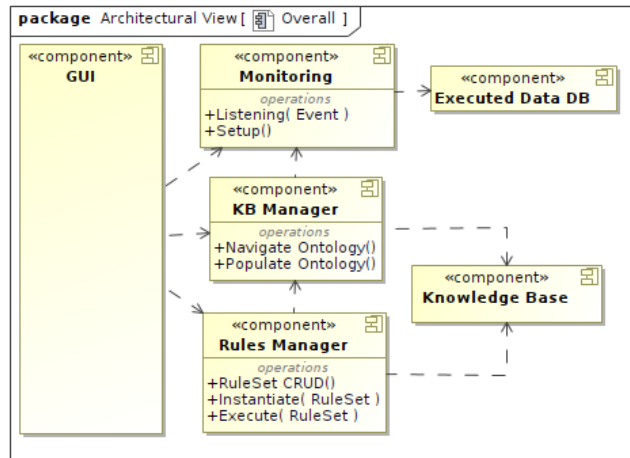 package Architectural View [ Overall ]
«component»
GUI
«component»
Monitoring
operations
+Listening( Event )
+Setup()
«component»
Executed Data DB
«component»
KB Manager
operations
+Navigate Ontology()
+Populate Ontology()
«component»
Knowledge Base
«component»
Rules Manager
operations
+RuleSet CRUD()
+Instantiate( RuleSet )
+Execute( RuleSet )